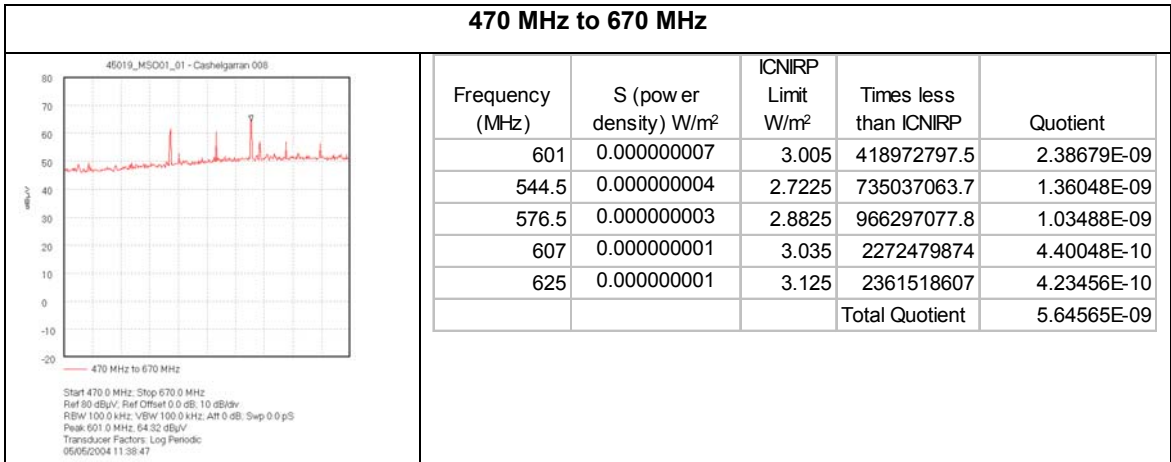 470 MHz to 670 MHz
45019_MSD01_01 - Cashelgarran 008
80
70
60
50
40
30
20
10
0
-10
-20
dBµV
470 MHz to 670 MHz
Start 470.0 MHz; Stop 670.0 MHz
Ref 80 dBµV; Ref Offset 0.0 dB; 10 dB/div
RBW 100.0 kHz; VBW 100.0 kHz; Att 0 dB; Swp 0.0 pS
Peak 601.0 MHz, 64.32 dBµV
Transducer Factors: Log Periodic
05/05/2004 11:38:47
Frequency (MHz) S (pow er density) W/m² ICNIRP Limit W/m² Times less than ICNIRP Quotient
601 0.000000007 3.005 418972797.5 2.38679E-09
544.5 0.000000004 2.7225 735037063.7 1.36048E-09
576.5 0.000000003 2.8825 966297077.8 1.03488E-09
607 0.000000001 3.035 2272479874 4.40048E-10
625 0.000000001 3.125 2361518607 4.23456E-10
Total Quotient 5.64565E-09